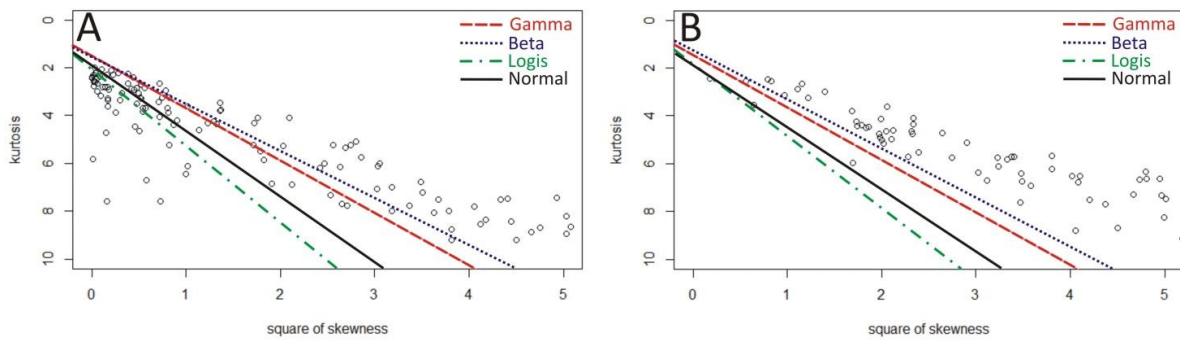 A
Gamma
Beta
Logis
Normal
0
2
4
6
8
10
kurtosis
0 1 2 3 4 5
square of skewness
B
Gamma
Beta
Logis
Normal
0
2
4
6
8
10
kurtosis
0 1 2 3 4 5
square of skewness